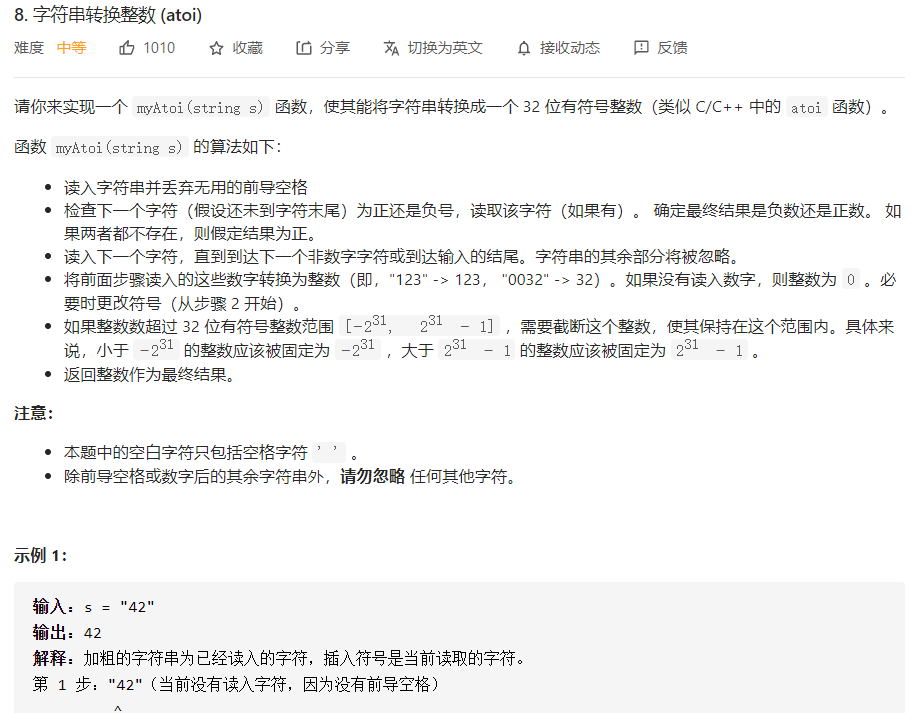 8. 字符串转换整数 (atoi)
难度 中等 1010 收藏 分享 切换为英文 接收动态 反馈
请你来实现一个 myAtoi(string s) 函数，使其能将字符串转换成一个 32 位有符号整数（类似 C/C++ 中的 atoi 函数）。
函数 myAtoi(string s) 的算法如下：
• 读入字符串并丢弃无用的前导空格
• 检查下一个字符（假设还未到字符末尾）为正还是负号，读取该字符（如果有）。 确定最终结果是负数还是正数。 如
果两者都不存在，则假定结果为正。
• 读入下一个字符，直到到达下一个非数字字符或到达输入的结尾。字符串的其余部分将被忽略。
• 将前面步骤读入的这些数字转换为整数（即，"123" -> 123， "0032" -> 32）。如果没有读入数字，则整数为 0 。必
要时更改符号（从步骤 2 开始）。
• 如果整数数超过 32 位有符号整数范围 [−2³¹, 2³¹ − 1] ，需要截断这个整数，使其保持在这个范围内。具体来
说，小于 −2³¹ 的整数应该被固定为 −2³¹ ，大于 2³¹ − 1 的整数应该被固定为 2³¹ − 1 。
• 返回整数作为最终结果。
注意：
• 本题中的空白字符只包括空格字符 ' ' 。
• 除前导空格或数字后的其余字符串外，请勿忽略 任何其他字符。
示例 1：
输入：s = "42"
输出：42
解释：加粗的字符串为已经读入的字符，插入符号是当前读取的字符。
第 1 步："42"（当前没有读入字符，因为没有前导空格）
^